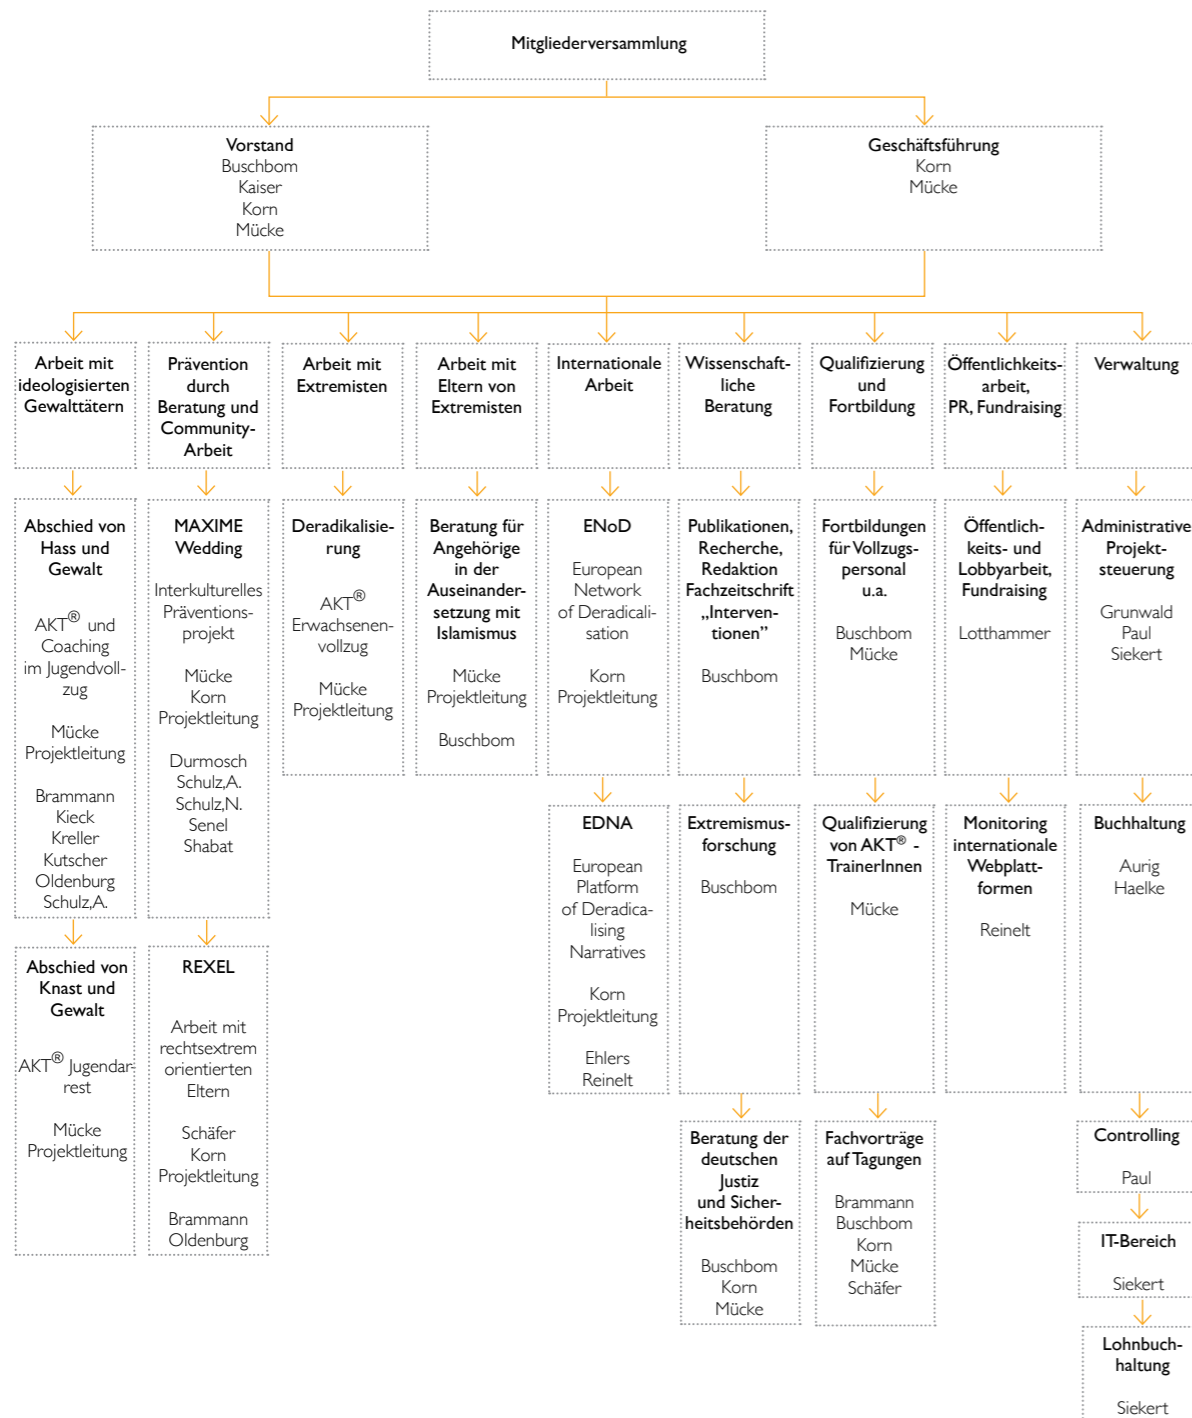 Mitgliederversammlung
Vorstand
Buschbom
Kaiser
Korn
Mücke
Geschäftsführung
Korn
Mücke
Arbeit mit
ideologisierten
Gewalttätern
Prävention
durch
Beratung und
Community-
Arbeit
Arbeit mit
Extremisten
Arbeit mit
Eltern von
Extremisten
Internationale
Arbeit
Wissenschaft-
liche
Beratung
Qualifizierung
und
Fortbildung
Öffentlichkeits-
arbeit,
PR, Fundraising
Verwaltung
Abschied von
Hass und
Gewalt
AKT® und
Coaching
im Jugendvoll-
zug
Mücke
Projektleitung
Brammann
Kieck
Kreller
Kutscher
Oldenburg
Schulz,A.
MAXIME
Wedding
Interkulturelles
Präventions-
projekt
Mücke
Korn
Projektleitung
Durmosch
Schulz,A.
Schulz,N.
Senel
Shabat
Deradikalisie-
rung
AKT®
Erwachsenen-
vollzug
Mücke
Projektleitung
Beratung für
Angehörige
in der
Auseinander-
setzung mit
Islamismus
Mücke
Projektleitung
Buschbom
ENoD
European
Network
of Deradicali-
sation
Korn
Projektleitung
Publikationen,
Recherche,
Redaktion
Fachzeitschrift
„Interven-
tionen”
Buschbom
Fortbildungen
für Vollzugs-
personal
u.a.
Buschbom
Mücke
Öffentlich-
keits- und
Lobbyarbeit,
Fundraising
Lotthammer
Administrative
Projekt-
steuerung
Grunwald
Paul
Siekert
EDNA
European
Platform
of Deradica-
lising
Narratives
Korn
Projektleitung
Ehlers
Reinelt
Extremismus-
forschung
Buschbom
Qualifizierung
von AKT® -
TrainerInnen
Mücke
Monitoring
internationale
Webplatt-
formen
Reinelt
Buchhaltung
Aurig
Haelke
Abschied von
Knast und
Gewalt
AKT® Jugendar-
rest
Mücke
Projektleitung
REXEL
Arbeit mit
rechtsextrem
orientierten
Eltern
Schäfer
Korn
Projektleitung
Brammann
Oldenburg
Beratung der
deutschen
Justiz
und Sicher-
heitsbehörden
Buschbom
Korn
Mücke
Fachvorträge
auf Tagungen
Brammann
Buschbom
Korn
Mücke
Schäfer
Controlling
Paul
IT-Bereich
Siekert
Lohnbuch-
haltung
Siekert